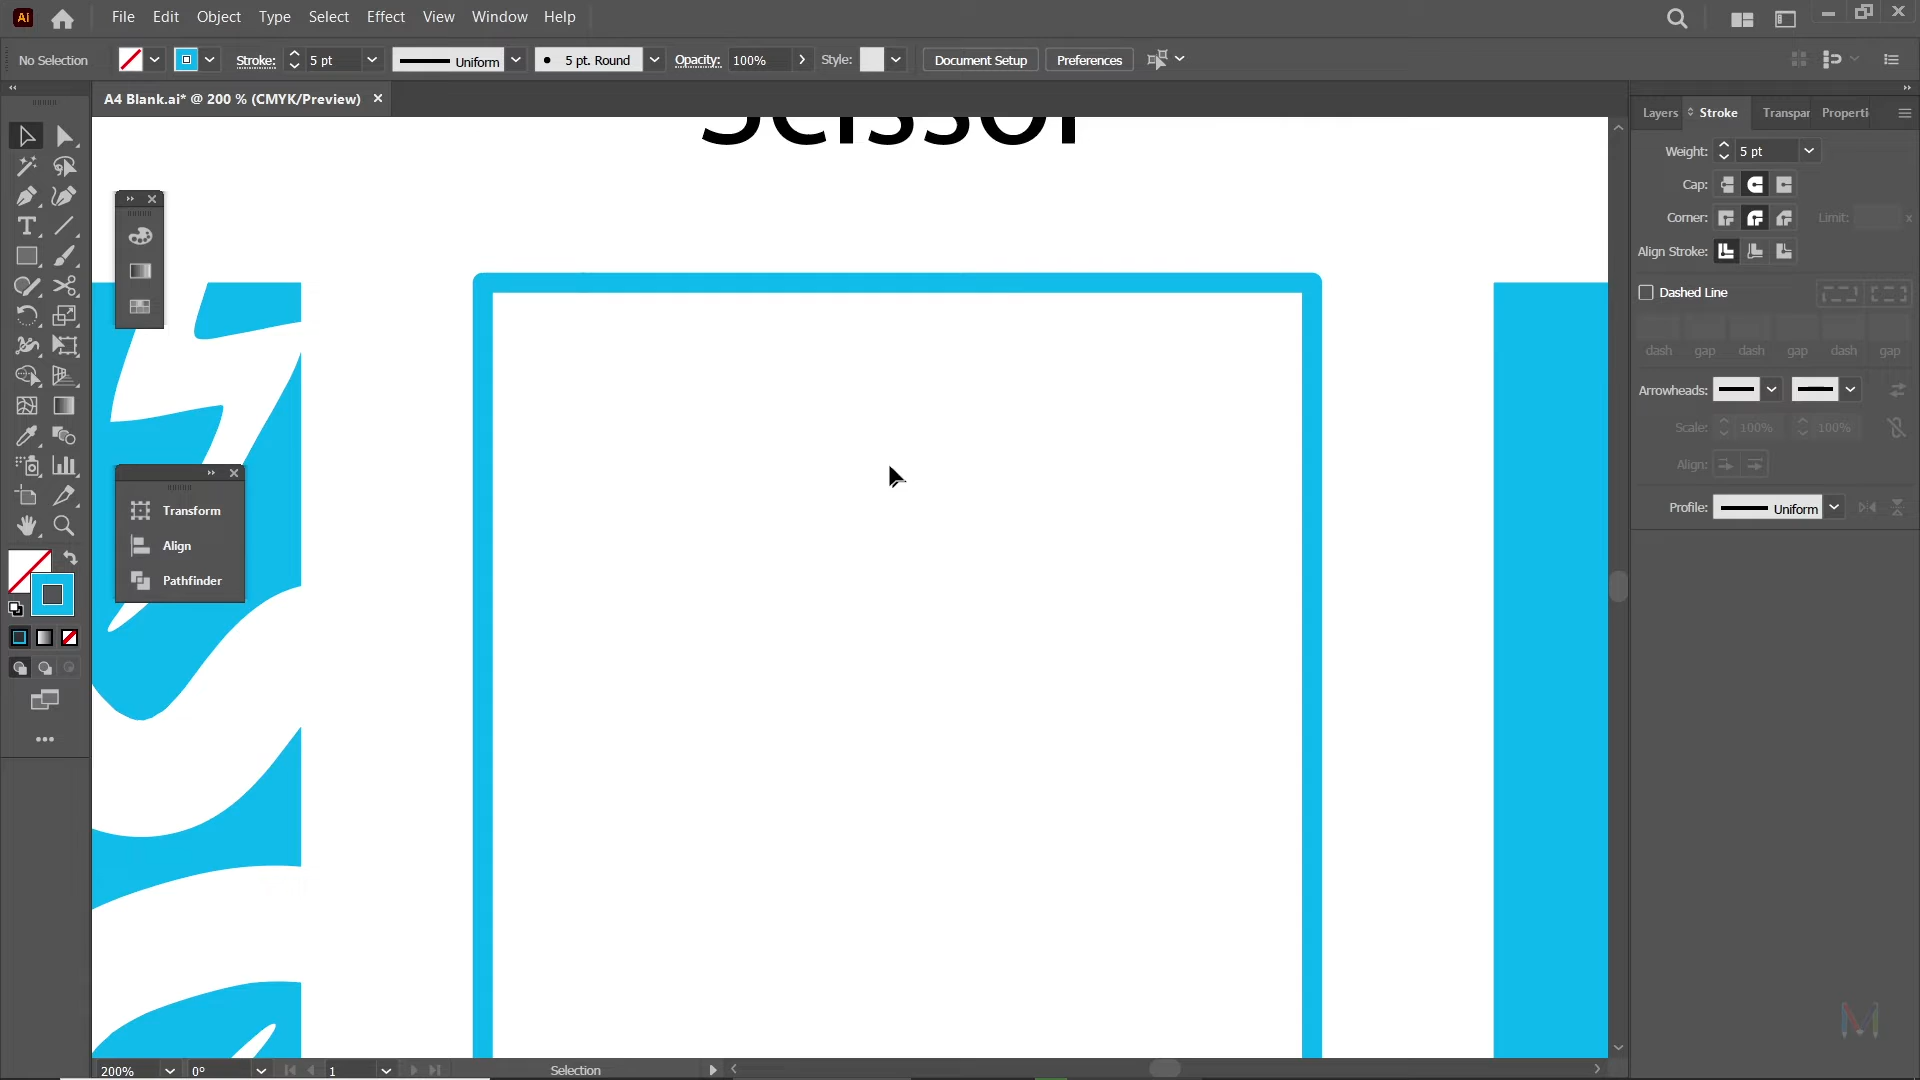 Ai File Edit Object Type Select Effect View Window Help
No Selection Stroke: 5 pt Uniform 5 pt. Round Opacity: 100% Style: Document Setup Preferences
A4 Blank.ai* @ 200 % (CMYK/Preview)
Layers Stroke Transpar Properti
Scissor
Weight: 5 pt
Cap:
Corner: Limit: x
Align Stroke:
Dashed Line
dash gap dash gap dash gap
Arrowheads:
Scale: 100% 100%
Align:
Profile: Uniform
Transform
Align
Pathfinder
200% 0° 1 Selection